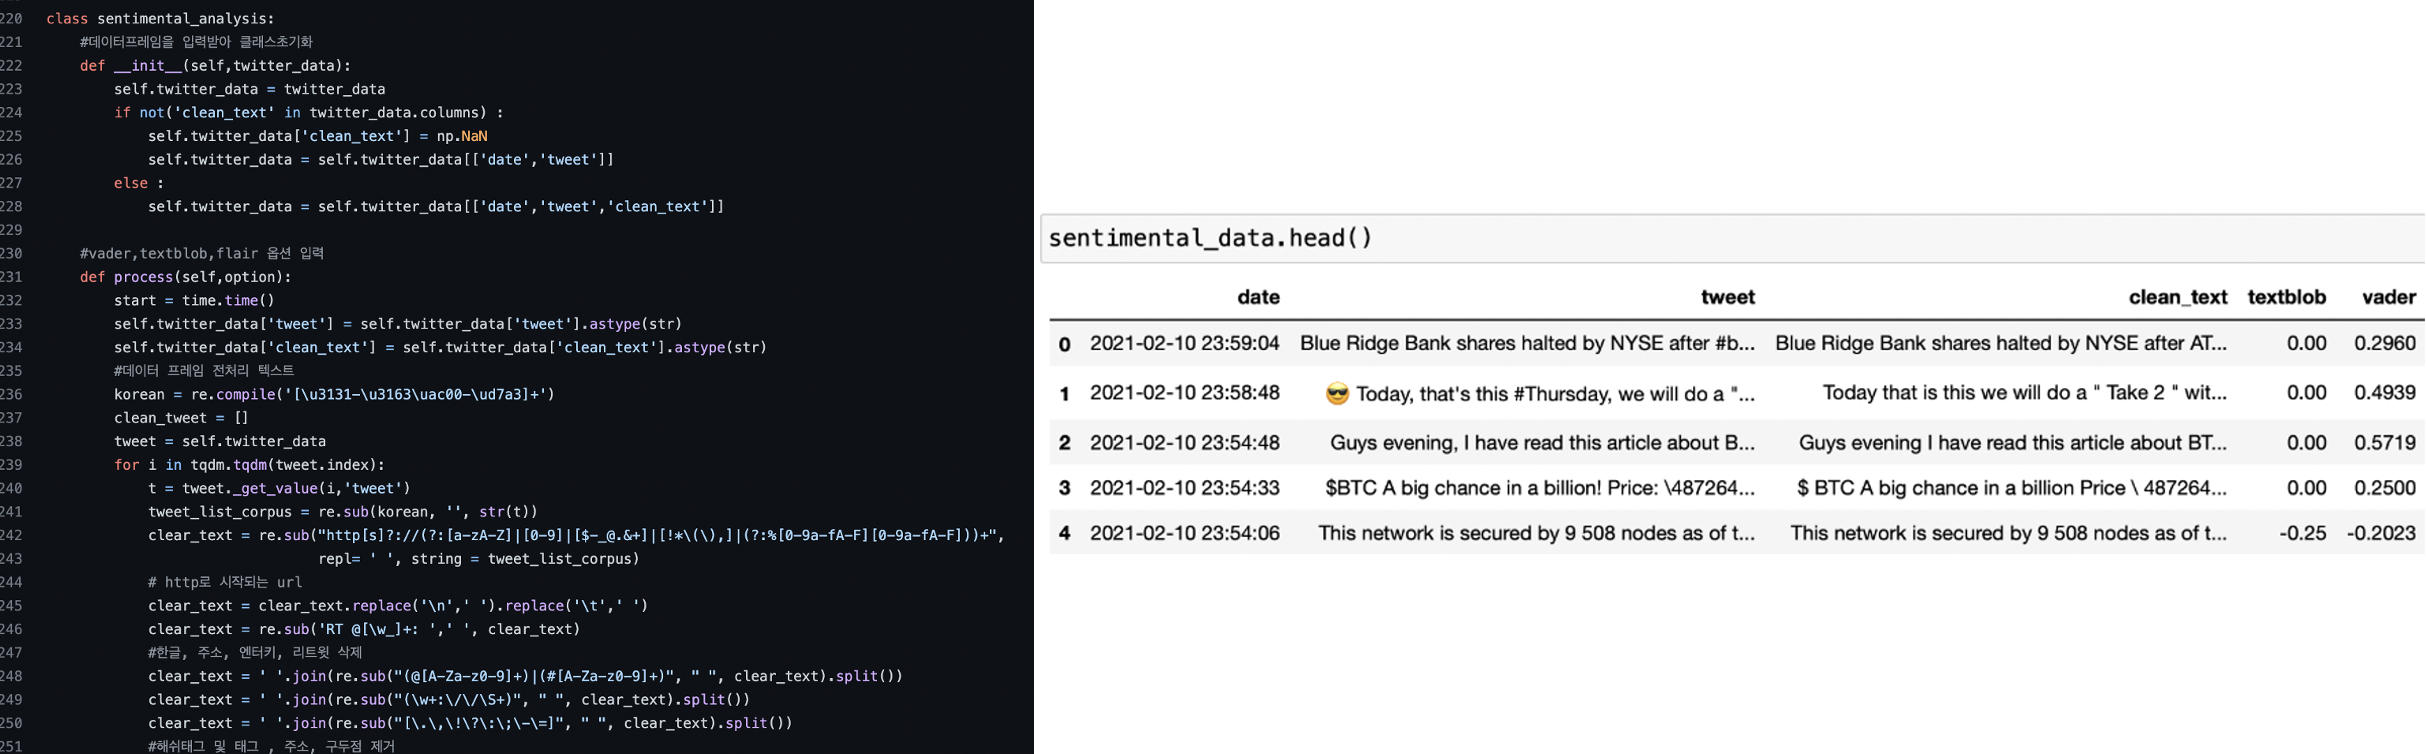 220 class sentimental_analysis:
221 #데이터프레임을 입력받아 클래스초기화
222 def __init__(self,twitter_data):
223 self.twitter_data = twitter_data
224 if not('clean_text' in twitter_data.columns) :
225 self.twitter_data['clean_text'] = np.NaN
226 self.twitter_data = self.twitter_data[['date','tweet']]
227 else :
228 self.twitter_data = self.twitter_data[['date','tweet','clean_text']]
229
230 #vader,textblob,flair 옵션 입력
231 def process(self,option):
232 start = time.time()
233 self.twitter_data['tweet'] = self.twitter_data['tweet'].astype(str)
234 self.twitter_data['clean_text'] = self.twitter_data['clean_text'].astype(str)
235 #데이터 프레임 전처리 텍스트
236 korean = re.compile('[\u3131-\u3163\uac00-\ud7a3]+')
237 clean_tweet = []
238 tweet = self.twitter_data
239 for i in tqdm.tqdm(tweet.index):
240 t = tweet._get_value(i,'tweet')
241 tweet_list_corpus = re.sub(korean, '', str(t))
242 clear_text = re.sub("http[s]?://(?:[a-zA-Z]|[0-9]|[$-_@.&+]|[!*\(\),]|(?:%[0-9a-fA-F][0-9a-fA-F]))+",
243 repl= ' ', string = tweet_list_corpus)
244 # http로 시작되는 url
245 clear_text = clear_text.replace('\n',' ').replace('\t',' ')
246 clear_text = re.sub('RT @[\w_]+: ',' ', clear_text)
247 #한글, 주소, 엔터키, 리트윗 삭제
248 clear_text = ' '.join(re.sub("(@[A-Za-z0-9]+)|(#[A-Za-z0-9]+)", " ", clear_text).split())
249 clear_text = ' '.join(re.sub("(\w+:\/\/\S+)", " ", clear_text).split())
250 clear_text = ' '.join(re.sub("[\.\,\!\?\:\;\-\=]", " ", clear_text).split())
251 #해쉬태그 및 태그 , 주소, 구두점 제거
sentimental_data.head()
date tweet clean_text textblob vader
0 2021-02-10 23:59:04 Blue Ridge Bank shares halted by NYSE after #b... Blue Ridge Bank shares halted by NYSE after AT... 0.00 0.2960
1 2021-02-10 23:58:48 😎 Today, that's this #Thursday, we will do a "... Today that is this we will do a " Take 2 " wit... 0.00 0.4939
2 2021-02-10 23:54:48 Guys evening, I have read this article about B... Guys evening I have read this article about BT... 0.00 0.5719
3 2021-02-10 23:54:33 $BTC A big chance in a billion! Price: \487264... $ BTC A big chance in a billion Price \ 487264... 0.00 0.2500
4 2021-02-10 23:54:06 This network is secured by 9 508 nodes as of t... This network is secured by 9 508 nodes as of t... -0.25 -0.2023